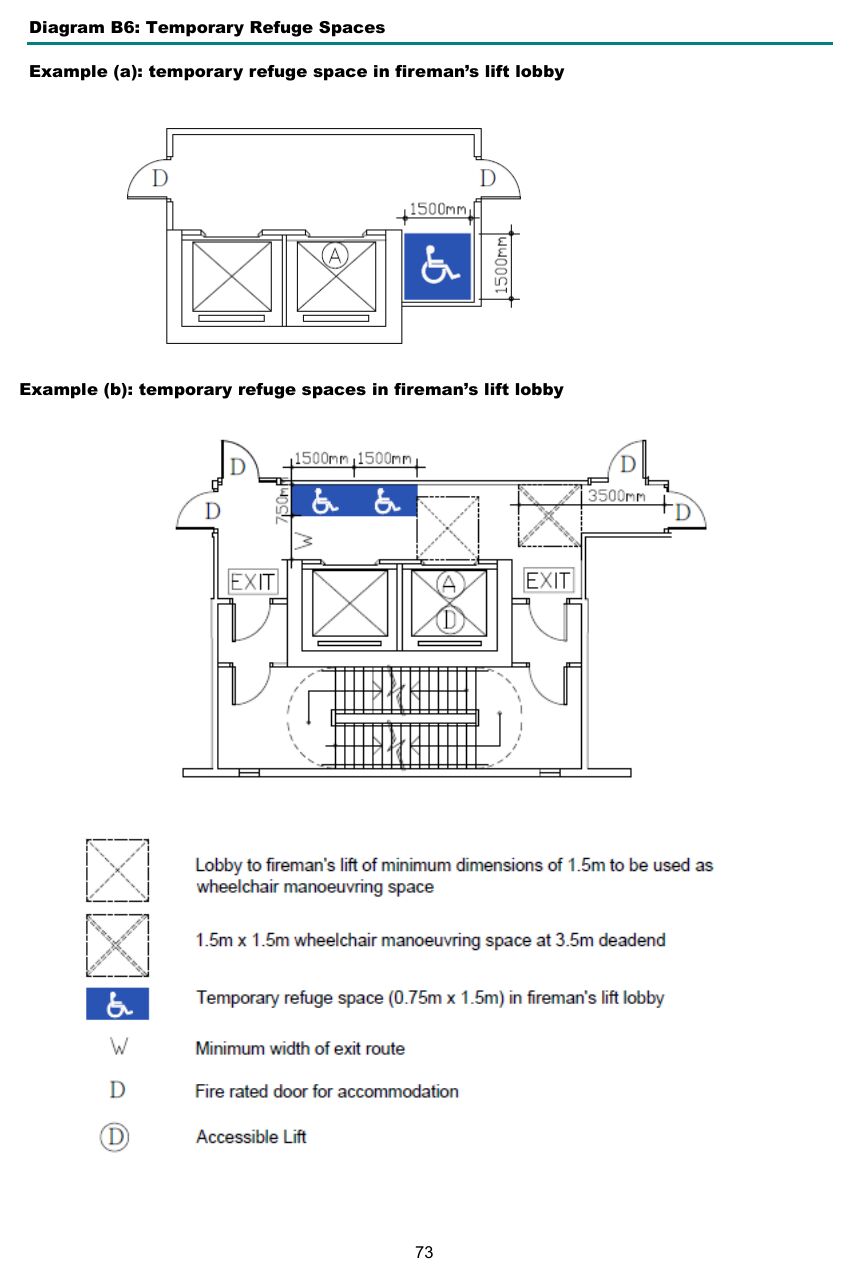 Diagram B6: Temporary Refuge Spaces
Example (a): temporary refuge space in fireman’s lift lobby
D
D
1500mm
A
1500mm
Example (b): temporary refuge spaces in fireman’s lift lobby
D
1500mm
1500mm
D
D
750mm
3500mm
D
W
EXIT
A
EXIT
D
Lobby to fireman's lift of minimum dimensions of 1.5m to be used as
wheelchair manoeuvring space
1.5m x 1.5m wheelchair manoeuvring space at 3.5m deadend
Temporary refuge space (0.75m x 1.5m) in fireman's lift lobby
W Minimum width of exit route
D Fire rated door for accommodation
D Accessible Lift
73